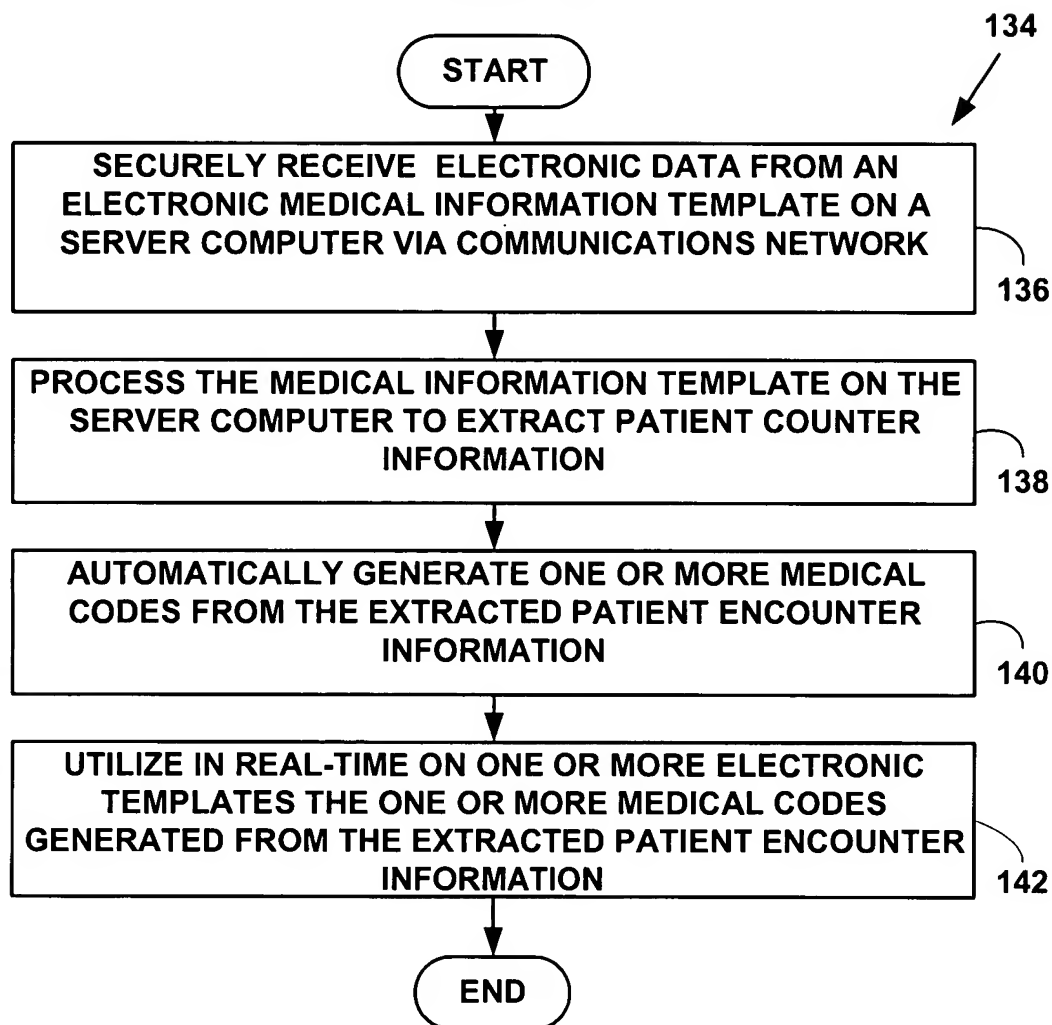 134
START
SECURELY RECEIVE ELECTRONIC DATA FROM AN
ELECTRONIC MEDICAL INFORMATION TEMPLATE ON A
SERVER COMPUTER VIA COMMUNICATIONS NETWORK
136
PROCESS THE MEDICAL INFORMATION TEMPLATE ON THE
SERVER COMPUTER TO EXTRACT PATIENT COUNTER
INFORMATION
138
AUTOMATICALLY GENERATE ONE OR MORE MEDICAL
CODES FROM THE EXTRACTED PATIENT ENCOUNTER
INFORMATION
140
UTILIZE IN REAL-TIME ON ONE OR MORE ELECTRONIC
TEMPLATES THE ONE OR MORE MEDICAL CODES
GENERATED FROM THE EXTRACTED PATIENT ENCOUNTER
INFORMATION
142
END